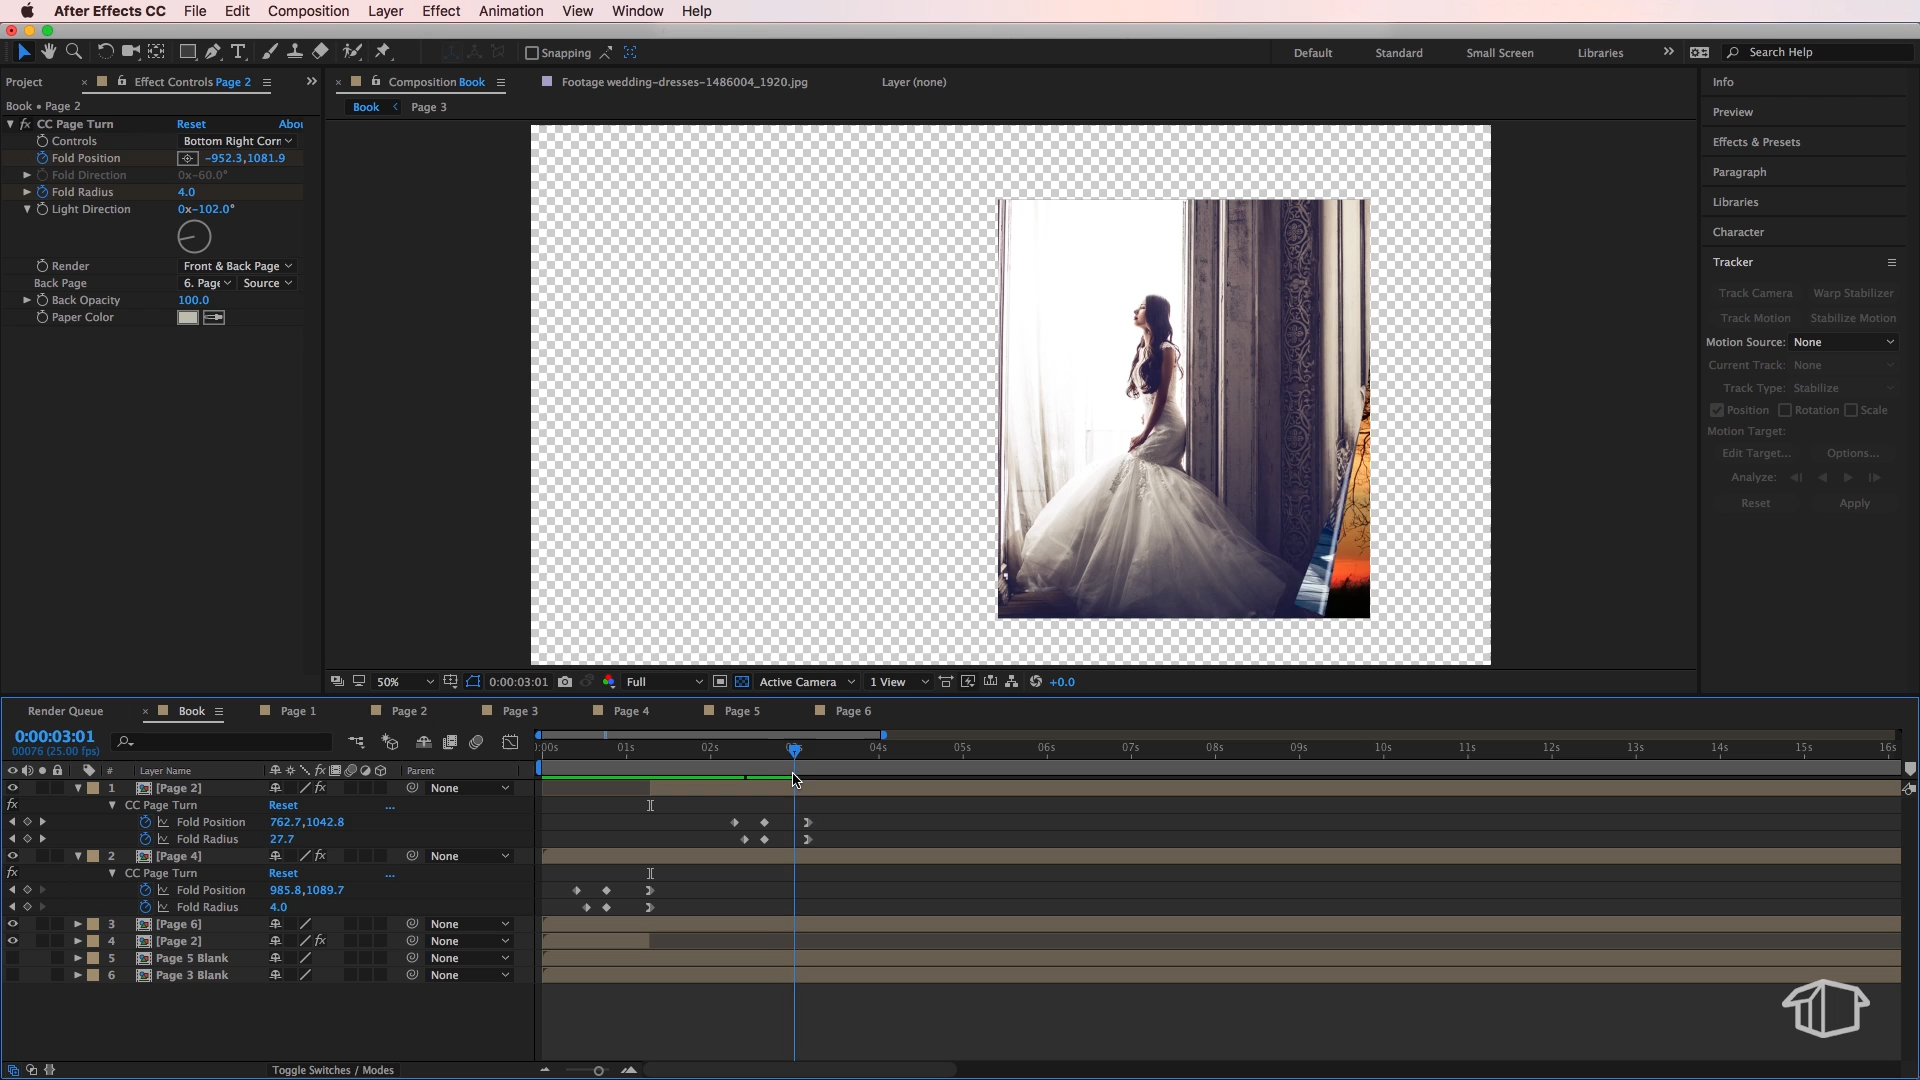 After Effects CC File Edit Composition Layer Effect Animation View Window Help
Snapping Default Standard Small Screen Libraries Search Help
Project Effect Controls Page 2 Composition Book Footage wedding-dresses-1486004_1920.jpg Layer (none) Info
Book • Page 2 Book Page 3
Preview
fx CC Page Turn Reset Abou
Controls Bottom Right Corn
Effects & Presets
Fold Position -952.3,1081.9
Fold Direction 0x-60.0° Paragraph
Fold Radius 4.0
Libraries
Light Direction 0x-102.0°
Character
Tracker
Render Front & Back Page
Back Page 6. Page Source
Track Camera Warp Stabilizer
Back Opacity 100.0
Paper Color Track Motion Stabilize Motion
Motion Source: None
Current Track: None
Track Type: Stabilize
Position Rotation Scale
Motion Target:
Edit Target... Options...
Analyze:
Reset Apply
50% 0:00:03:01 Full Active Camera 1 View +0.0
Render Queue Book Page 1 Page 2 Page 3 Page 4 Page 5 Page 6
0:00:03:01
00076 (25.00 fps)
:00s 01s 02s 04s 05s 06s 07s 08s 09s 10s 11s 12s 13s 14s 15s 16s
# Layer Name fx Parent
1 [Page 2] fx None
fx CC Page Turn Reset ...
Fold Position 762.7,1042.8
Fold Radius 27.7
2 [Page 4] fx None
fx CC Page Turn Reset ...
Fold Position 985.8,1089.7
Fold Radius 4.0
3 [Page 6] None
4 [Page 2] fx None
5 Page 5 Blank None
6 Page 3 Blank None
Toggle Switches / Modes